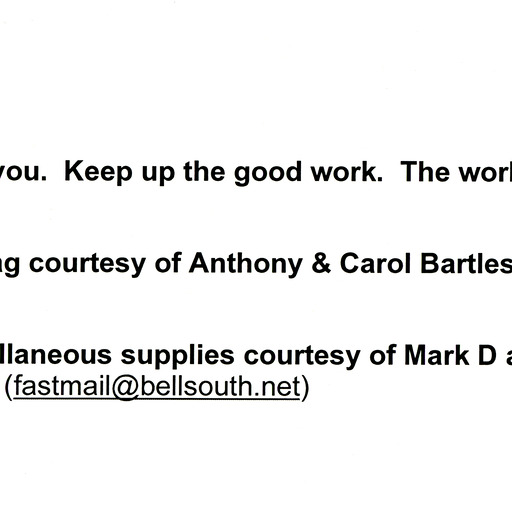 you. Keep up the good work. The worl
ng courtesy of Anthony & Carol Bartles
llaneous supplies courtesy of Mark D a
(fastmail@bellsouth.net)